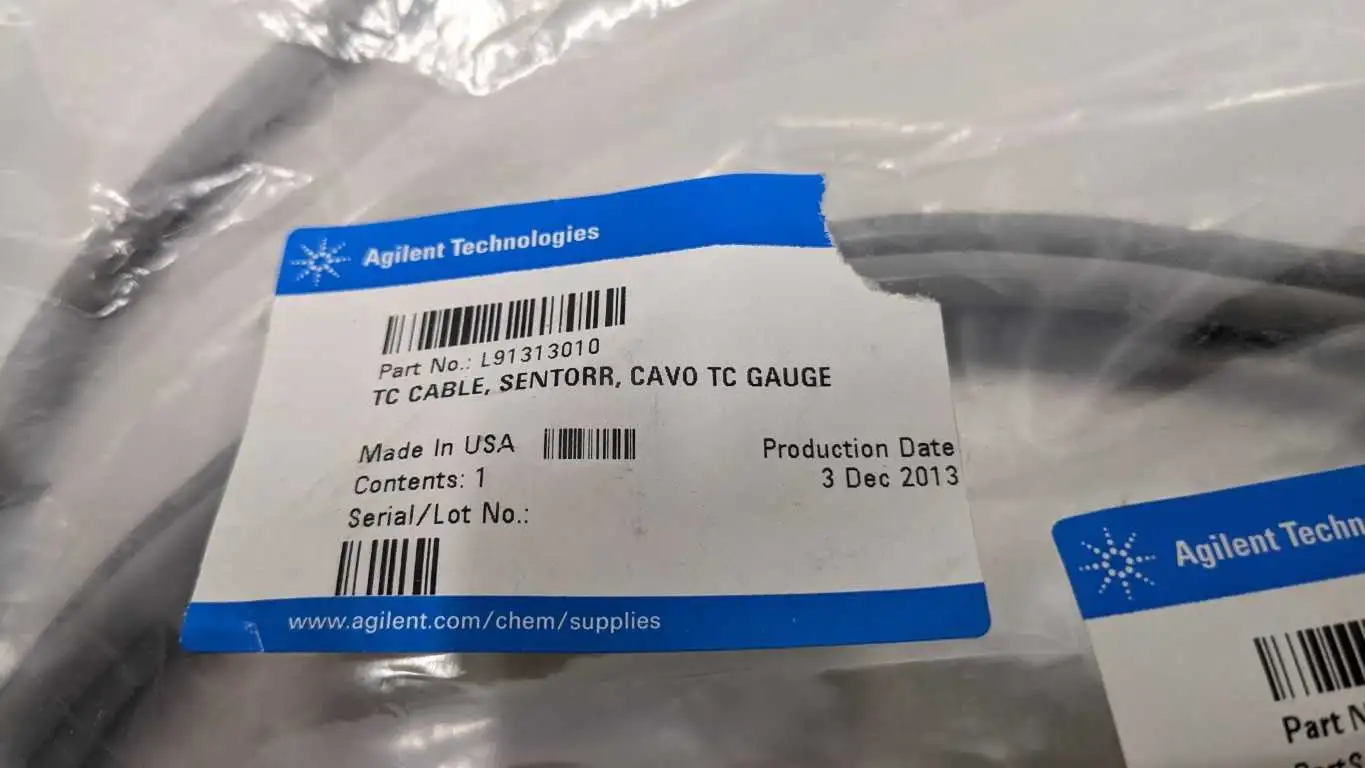 Agilent Technologies
Part No.: L91313010
TC CABLE, SENTORR, CAVO TC GAUGE
Made In USA
Production Date
Contents: 1
3 Dec 2013
Serial/Lot No.:
www.agilent.com/chem/supplies
Agilent
Part